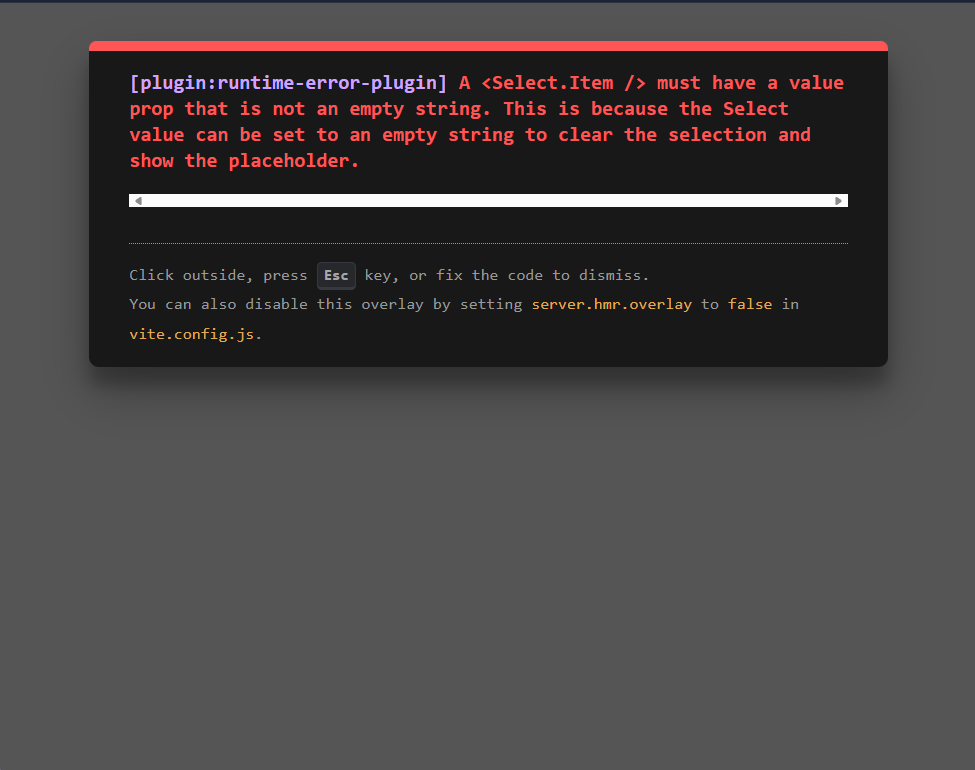 [plugin:runtime-error-plugin] A <Select.Item /> must have a value
prop that is not an empty string. This is because the Select
value can be set to an empty string to clear the selection and
show the placeholder.
Click outside, press Esc key, or fix the code to dismiss.
You can also disable this overlay by setting server.hmr.overlay to false in
vite.config.js.